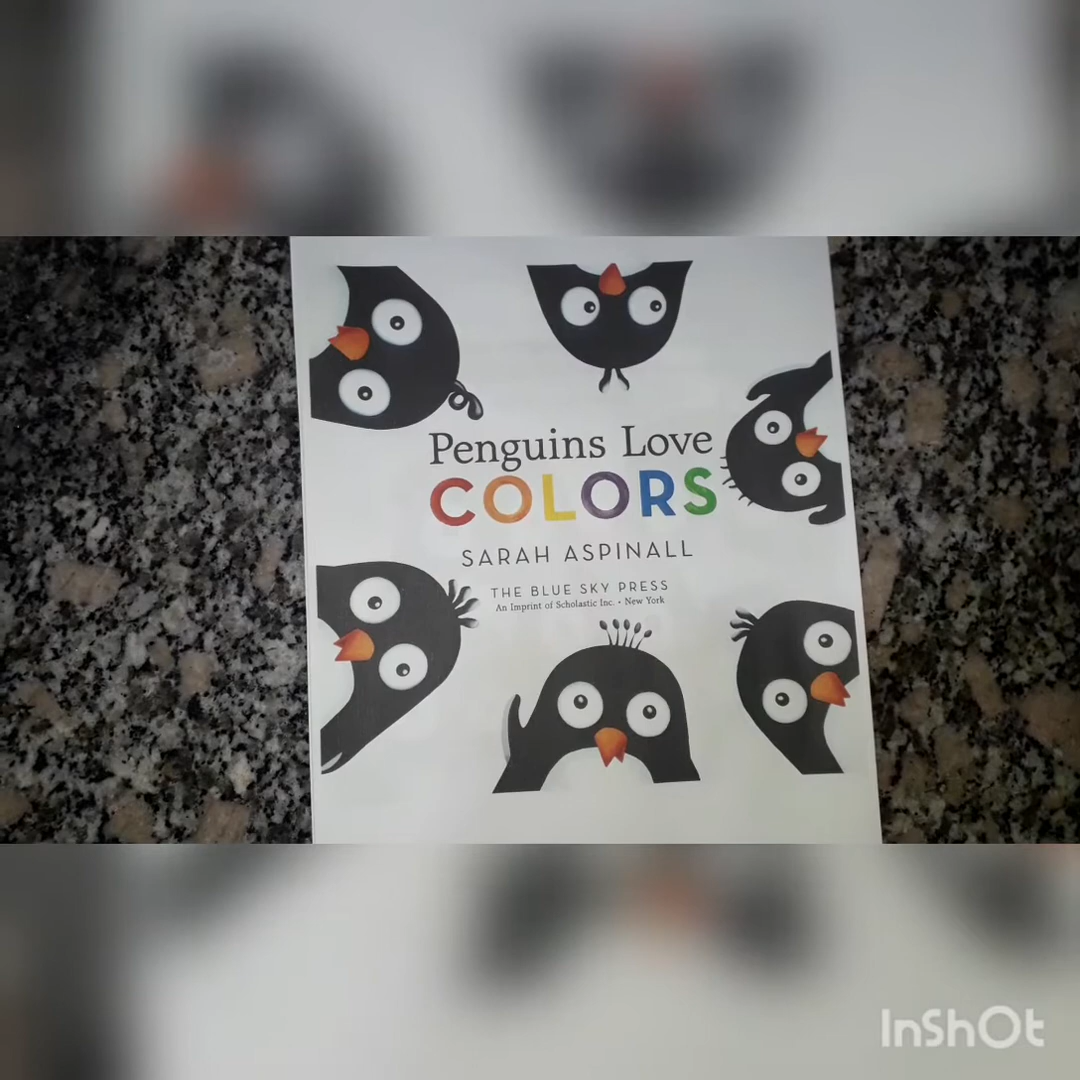 Penguins Love
COLORS
SARAH ASPINALL
THE BLUE SKY PRESS
An Imprint of Scholastic Inc. • New York
InShOt